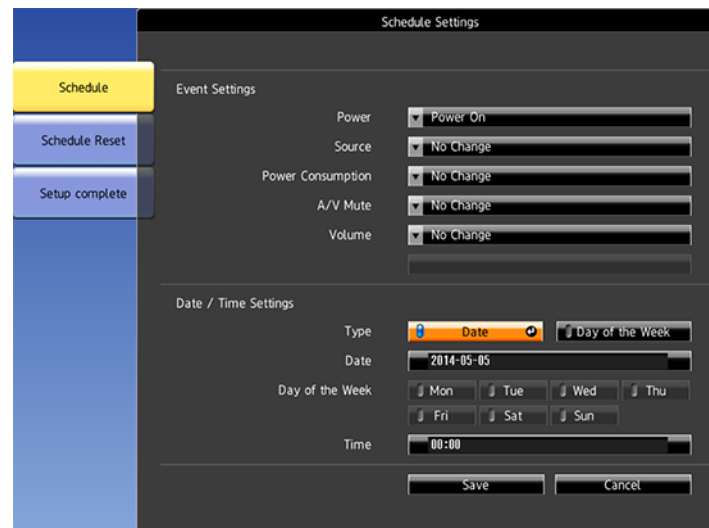 Schedule Settings
Schedule
Schedule Reset
Setup complete
Event Settings
Power Power On
Source No Change
Power Consumption No Change
A/V Mute No Change
Volume No Change
Date / Time Settings
Type Date Day of the Week
Date 2014-05-05
Day of the Week Mon Tue Wed Thu
Fri Sat Sun
Time 00:00
Save Cancel